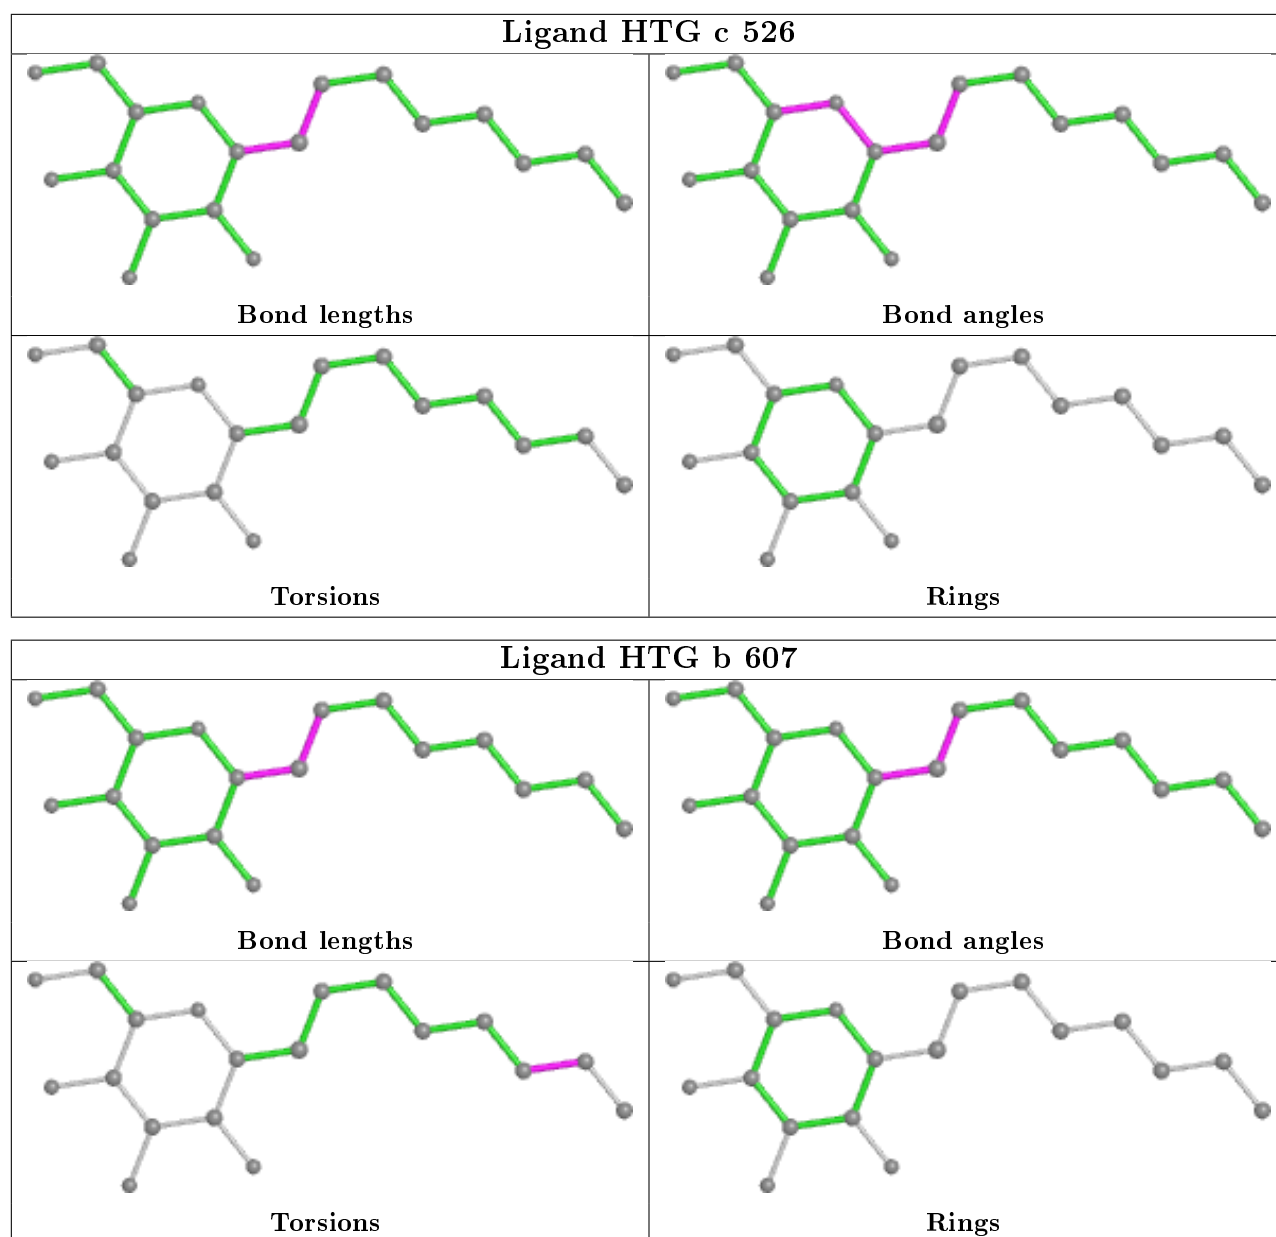 Ligand HTG c 526
Bond lengths
Bond angles
Torsions
Rings
Ligand HTG b 607
Bond lengths
Bond angles
Torsions
Rings